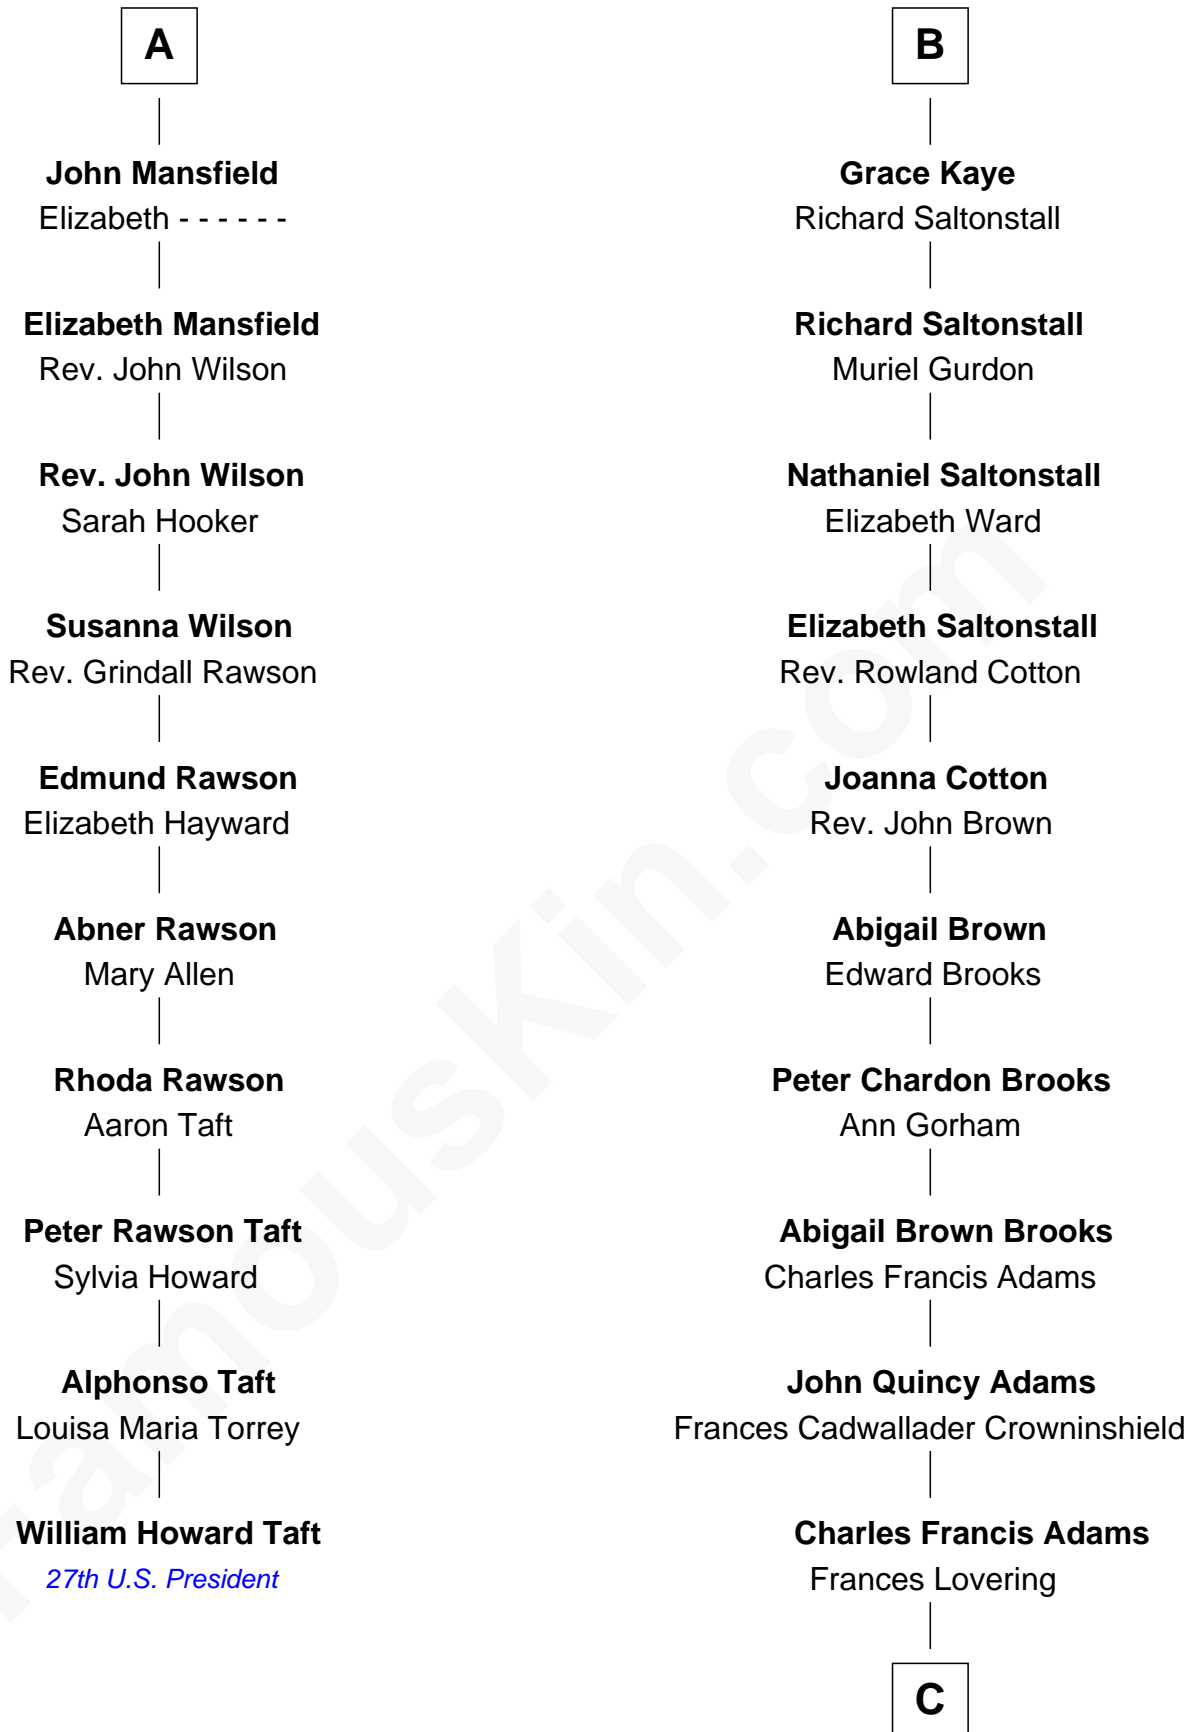 A
John Mansfield
Elizabeth - - - - - -
Elizabeth Mansfield
Rev. John Wilson
Rev. John Wilson
Sarah Hooker
Susanna Wilson
Rev. Grindall Rawson
Edmund Rawson
Elizabeth Hayward
Abner Rawson
Mary Allen
Rhoda Rawson
Aaron Taft
Peter Rawson Taft
Sylvia Howard
Alphonso Taft
Louisa Maria Torrey
William Howard Taft
27th U.S. President
B
Grace Kaye
Richard Saltonstall
Richard Saltonstall
Muriel Gurdon
Nathaniel Saltonstall
Elizabeth Ward
Elizabeth Saltonstall
Rev. Rowland Cotton
Joanna Cotton
Rev. John Brown
Abigail Brown
Edward Brooks
Peter Chardon Brooks
Ann Gorham
Abigail Brown Brooks
Charles Francis Adams
John Quincy Adams
Frances Cadwallader Crowninshield
Charles Francis Adams
Frances Lovering
C
FamousKin.com